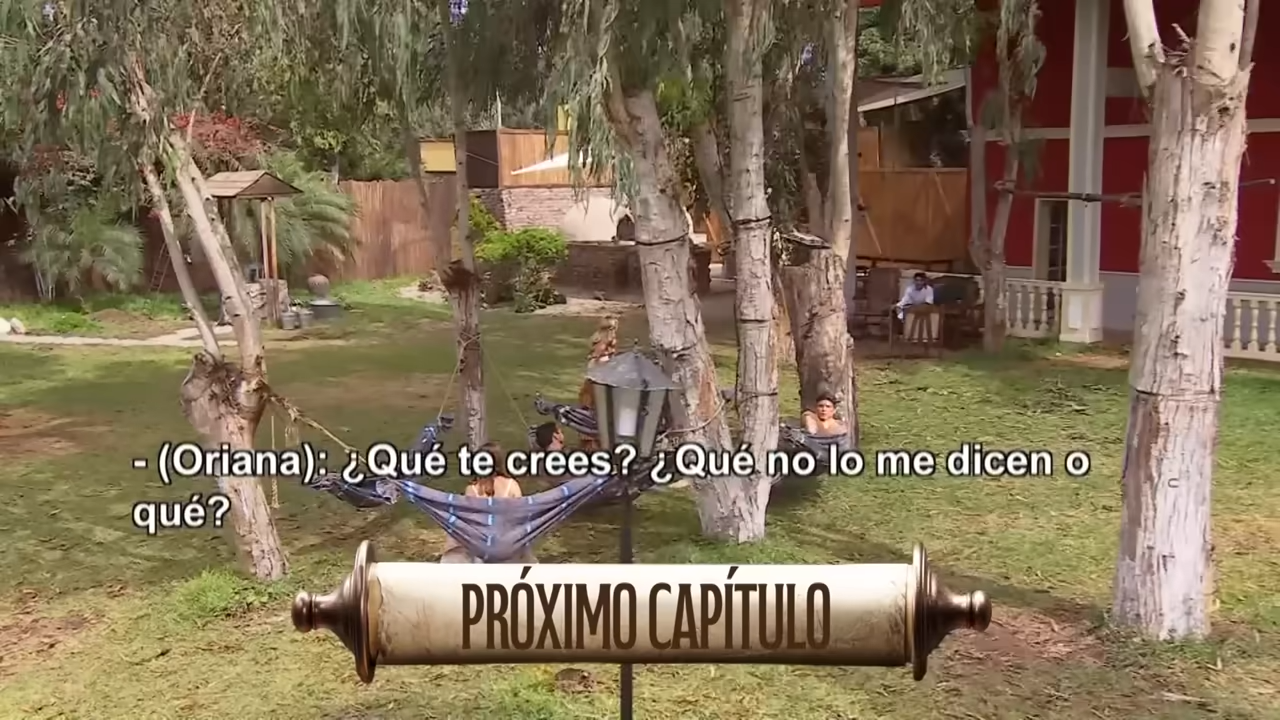 - (Oriana): ¿Qué te crees? ¿Qué no lo me dicen o
qué?
PRÓXIMO CAPÍTULO